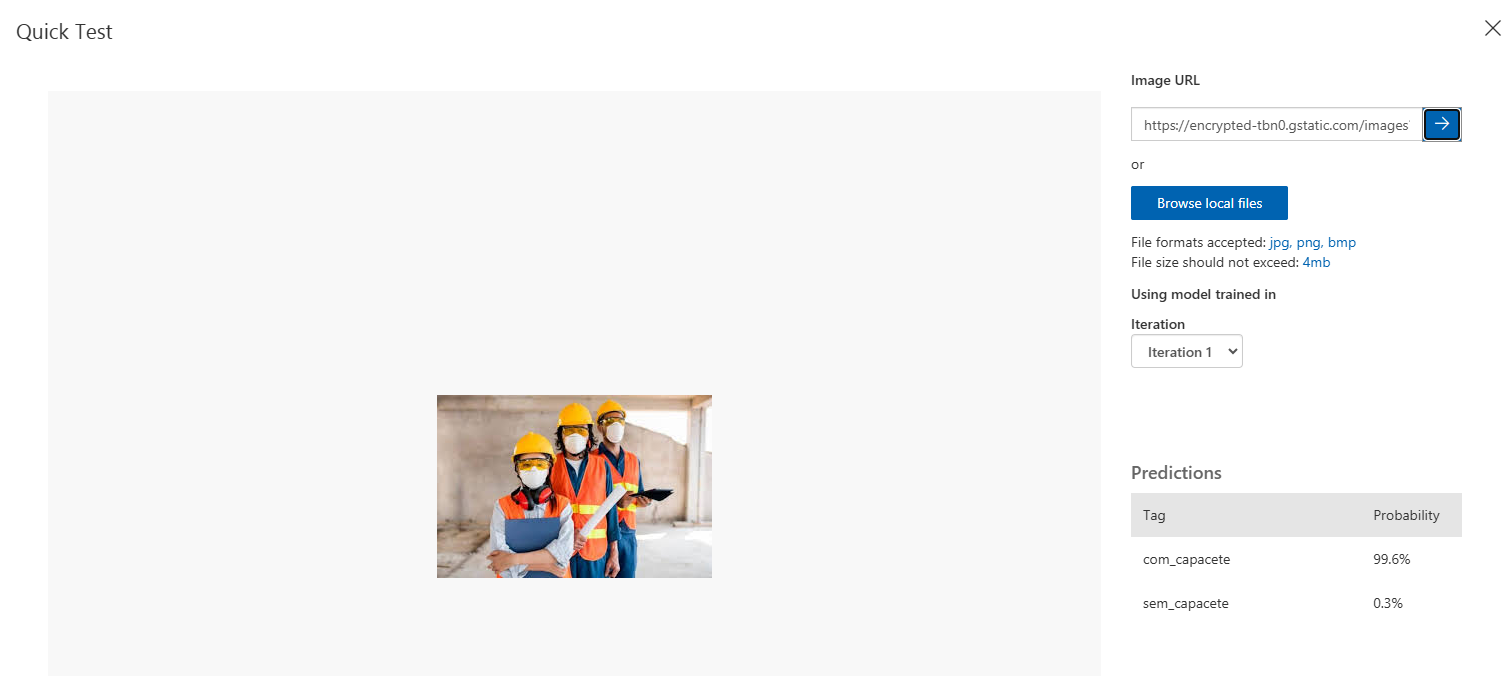 Quick Test
Image URL
https://encrypted-tbn0.gstatic.com/images
or
Browse local files
File formats accepted: jpg, png, bmp
File size should not exceed: 4mb
Using model trained in
Iteration
Iteration 1
Predictions
Tag Probability
com_capacete 99.6%
sem_capacete 0.3%